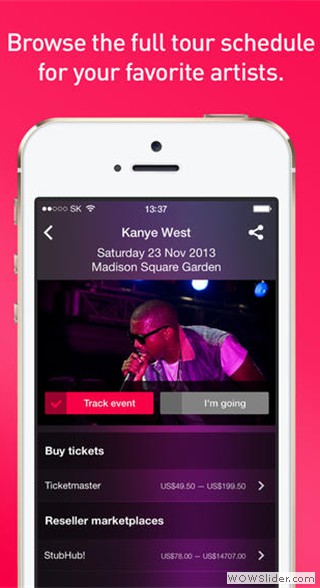 Browse the full tour schedule
for your favorite artists.
SK 13:37
Kanye West
Saturday 23 Nov 2013
Madison Square Garden
Track event I'm going
Buy tickets
Ticketmaster US$49.50 — US$199.50
Reseller marketplaces
StubHub! US$78.00 — US$14707.00
WOWSlider.com